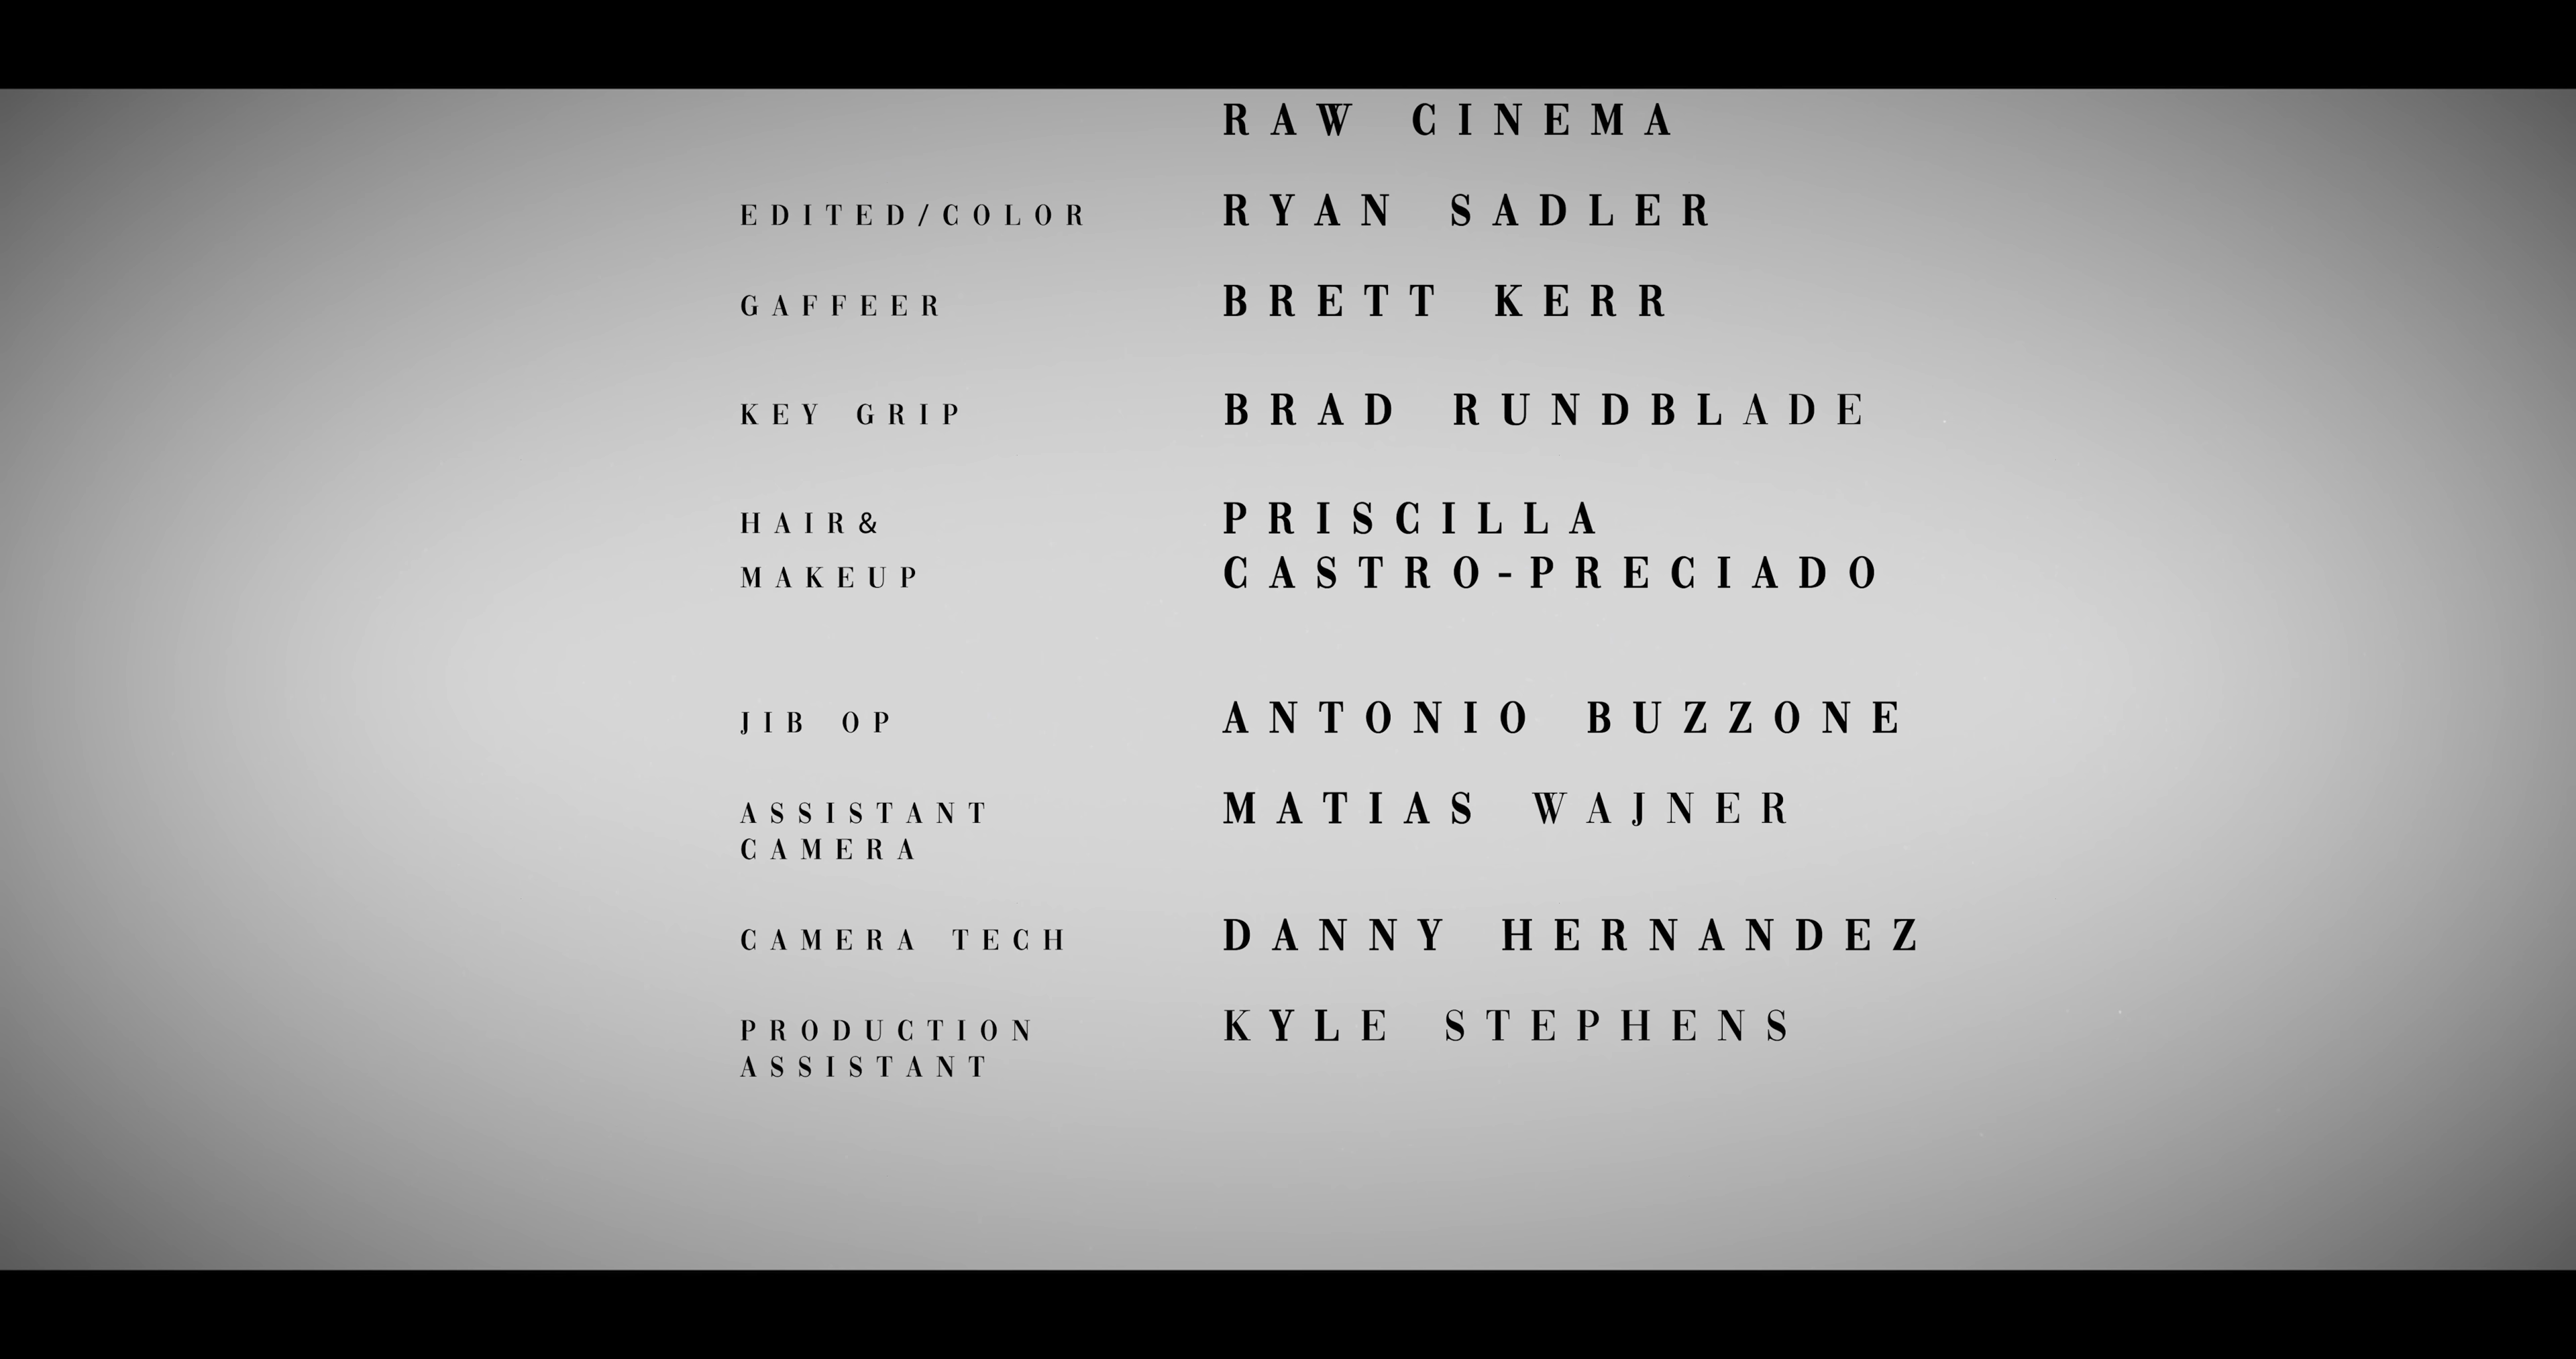 RAW CINEMA
EDITED/COLOR RYAN SADLER
GAFFEER BRETT KERR
KEY GRIP BRAD RUNDBLADE
HAIR& PRISCILLA
MAKEUP CASTRO-PRECIADO
JIB OP ANTONIO BUZZONE
ASSISTANT MATIAS WAJNER
CAMERA
CAMERA TECH DANNY HERNANDEZ
PRODUCTION KYLE STEPHENS
ASSISTANT